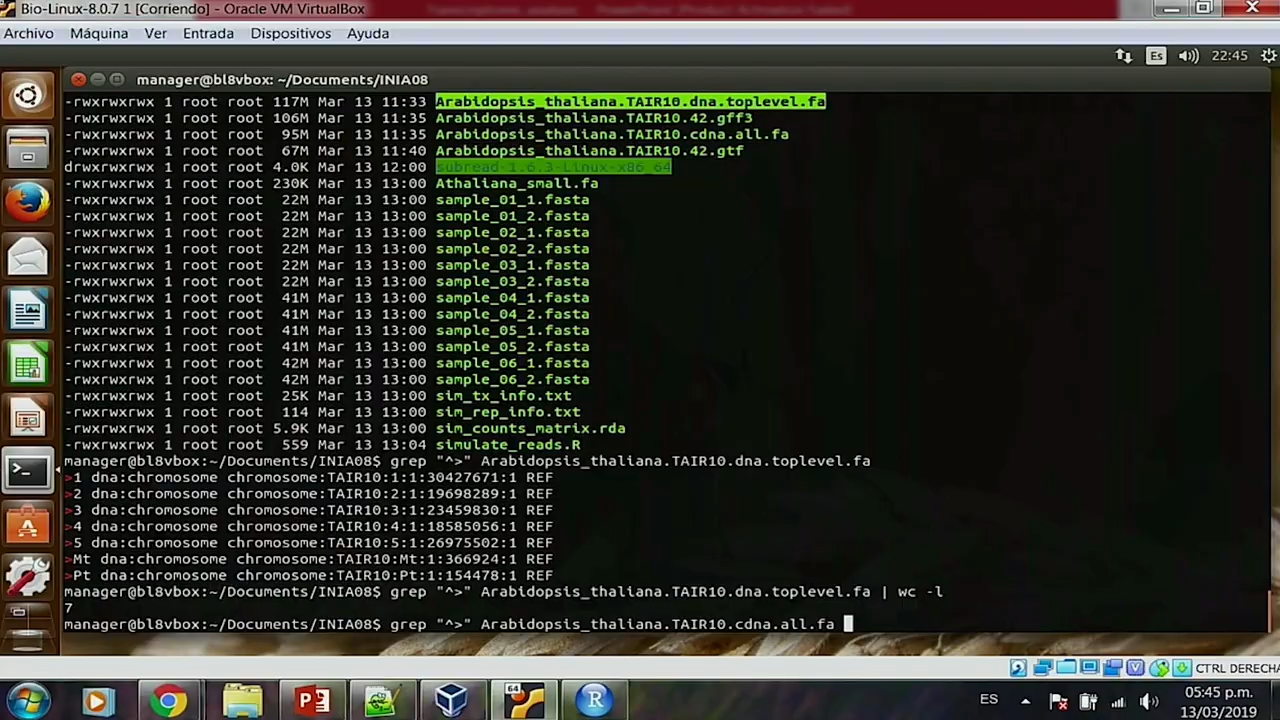 Bio-Linux-8.0.7 1 [Corriendo] - Oracle VM VirtualBox
Archivo Máquina Ver Entrada Dispositivos Ayuda
Es 22:45
manager@bl8vbox: ~/Documents/INIA08
-rwxrwxrwx 1 root root 117M Mar 13 11:33 Arabidopsis_thaliana.TAIR10.dna.toplevel.fa
-rwxrwxrwx 1 root root 106M Mar 13 11:35 Arabidopsis_thaliana.TAIR10.42.gff3
-rwxrwxrwx 1 root root 95M Mar 13 11:35 Arabidopsis_thaliana.TAIR10.cdna.all.fa
-rwxrwxrwx 1 root root 67M Mar 13 11:40 Arabidopsis_thaliana.TAIR10.42.gtf
drwxrwxrwx 1 root root 4.0K Mar 13 12:00 subread-1.6.3-Linux-x86_64
-rwxrwxrwx 1 root root 230K Mar 13 13:00 Athaliana_small.fa
-rwxrwxrwx 1 root root 22M Mar 13 13:00 sample_01_1.fasta
-rwxrwxrwx 1 root root 22M Mar 13 13:00 sample_01_2.fasta
-rwxrwxrwx 1 root root 22M Mar 13 13:00 sample_02_1.fasta
-rwxrwxrwx 1 root root 22M Mar 13 13:00 sample_02_2.fasta
-rwxrwxrwx 1 root root 22M Mar 13 13:00 sample_03_1.fasta
-rwxrwxrwx 1 root root 22M Mar 13 13:00 sample_03_2.fasta
-rwxrwxrwx 1 root root 41M Mar 13 13:00 sample_04_1.fasta
-rwxrwxrwx 1 root root 41M Mar 13 13:00 sample_04_2.fasta
-rwxrwxrwx 1 root root 41M Mar 13 13:00 sample_05_1.fasta
-rwxrwxrwx 1 root root 41M Mar 13 13:00 sample_05_2.fasta
-rwxrwxrwx 1 root root 42M Mar 13 13:00 sample_06_1.fasta
-rwxrwxrwx 1 root root 42M Mar 13 13:00 sample_06_2.fasta
-rwxrwxrwx 1 root root 25K Mar 13 13:00 sim_tx_info.txt
-rwxrwxrwx 1 root root 114 Mar 13 13:00 sim_rep_info.txt
-rwxrwxrwx 1 root root 5.9K Mar 13 13:00 sim_counts_matrix.rda
-rwxrwxrwx 1 root root 559 Mar 13 13:04 simulate_reads.R
manager@bl8vbox:~/Documents/INIA08$ grep "^>" Arabidopsis_thaliana.TAIR10.dna.toplevel.fa
>1 dna:chromosome chromosome:TAIR10:1:1:30427671:1 REF
>2 dna:chromosome chromosome:TAIR10:2:1:19698289:1 REF
>3 dna:chromosome chromosome:TAIR10:3:1:23459830:1 REF
>4 dna:chromosome chromosome:TAIR10:4:1:18585056:1 REF
>5 dna:chromosome chromosome:TAIR10:5:1:26975502:1 REF
>Mt dna:chromosome chromosome:TAIR10:Mt:1:366924:1 REF
>Pt dna:chromosome chromosome:TAIR10:Pt:1:154478:1 REF
manager@bl8vbox:~/Documents/INIA08$ grep "^>" Arabidopsis_thaliana.TAIR10.dna.toplevel.fa | wc -l
7
manager@bl8vbox:~/Documents/INIA08$ grep "^>" Arabidopsis_thaliana.TAIR10.cdna.all.fa
CTRL DERECHA
ES
05:45 p.m.
13/03/2019